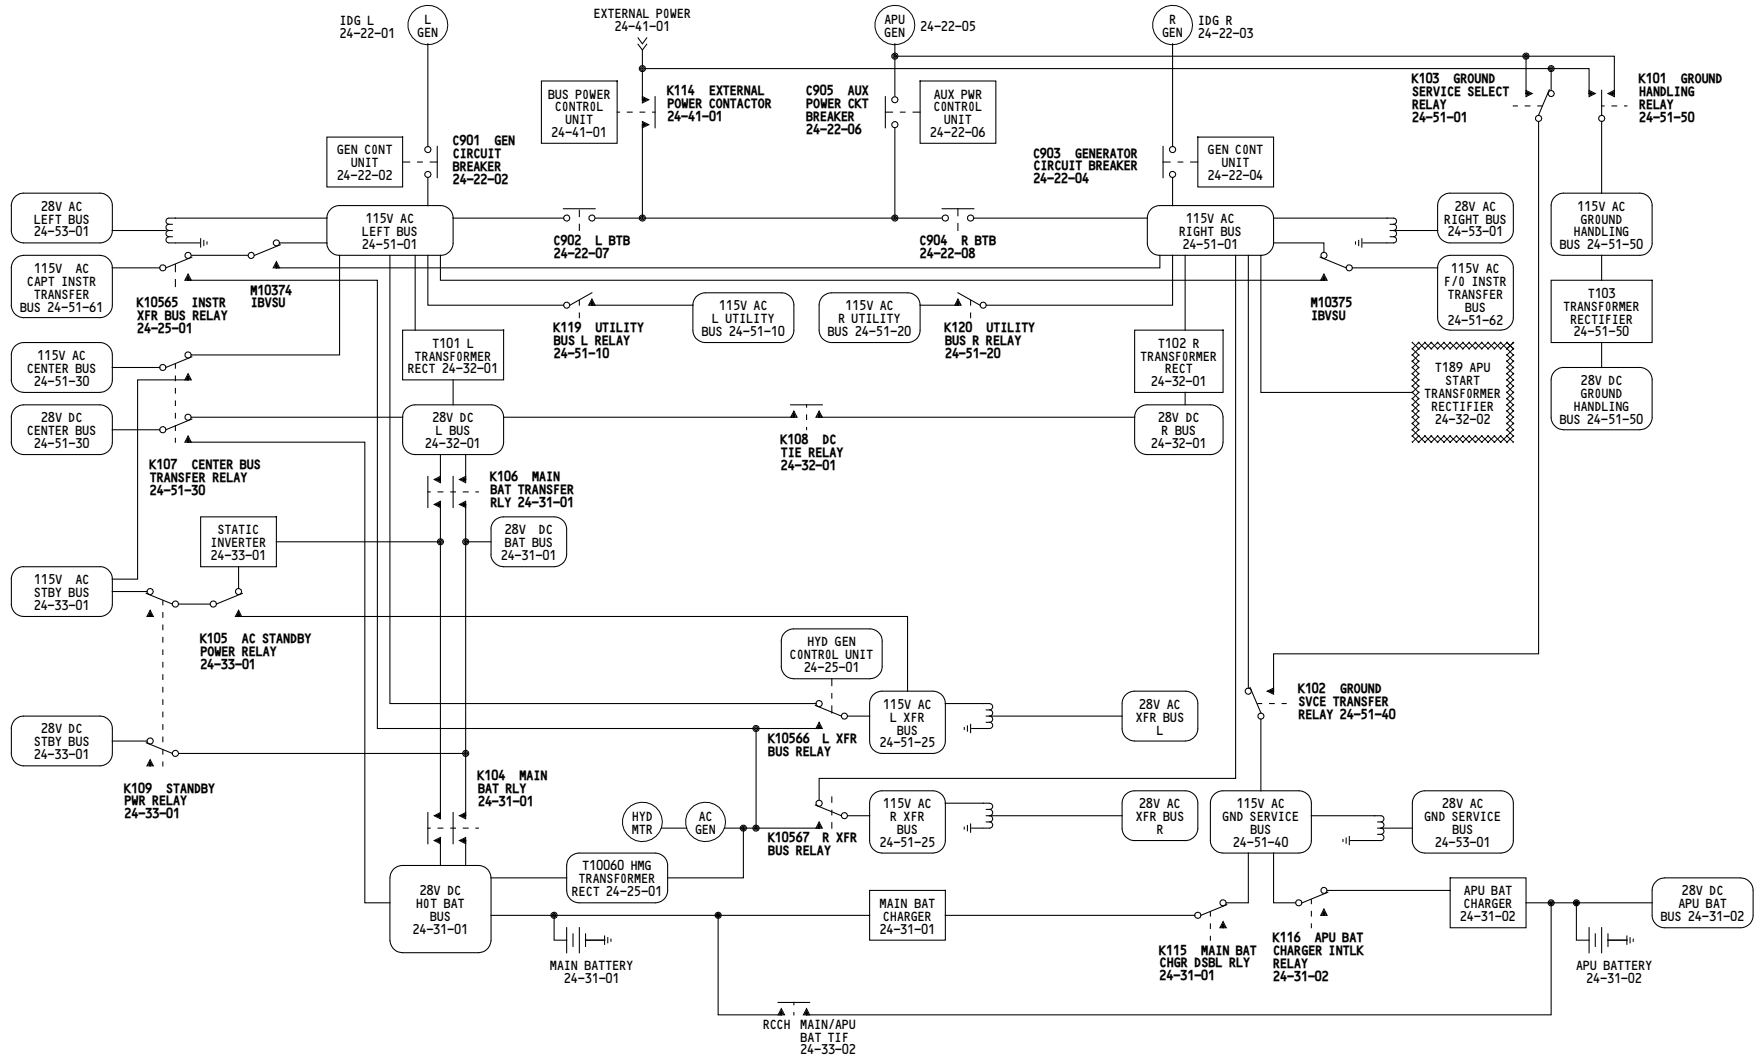 IDG L
24-22-01
L
GEN
EXTERNAL POWER
24-41-01
APU
GEN
24-22-05
R
GEN
IDG R
24-22-03
BUS POWER
CONTROL
UNIT
24-41-01
K114 EXTERNAL
POWER CONTACTOR
24-41-01
C905 AUX
POWER CKT
BREAKER
24-22-06
AUX PWR
CONTROL
UNIT
24-22-06
K103 GROUND
SERVICE SELECT
RELAY
24-51-01
K101 GROUND
HANDLING
RELAY
24-51-50
GEN CONT
UNIT
24-22-02
C901 GEN
CIRCUIT
BREAKER
24-22-02
C903 GENERATOR
CIRCUIT BREAKER
24-22-04
GEN CONT
UNIT
24-22-04
28V AC
LEFT BUS
24-53-01
115V AC
LEFT BUS
24-51-01
C902 L BTB
24-22-07
C904 R BTB
24-22-08
115V AC
RIGHT BUS
24-51-01
28V AC
RIGHT BUS
24-53-01
115V AC
GROUND
HANDLING
BUS 24-51-50
115V AC
CAPT INSTR
TRANSFER
BUS 24-51-61
K10565 INSTR
XFR BUS RELAY
24-25-01
M10374
IBVSU
K119 UTILITY
BUS L RELAY
24-51-10
115V AC
L UTILITY
BUS 24-51-10
115V AC
R UTILITY
BUS 24-51-20
K120 UTILITY
BUS R RELAY
24-51-20
M10375
IBVSU
115V AC
F/O INSTR
TRANSFER
BUS
24-51-62
T103
TRANSFORMER
RECTIFIER
24-51-50
115V AC
CENTER BUS
24-51-30
T101 L
TRANSFORMER
RECT 24-32-01
T102 R
TRANSFORMER
RECT
24-32-01
T189 APU
START
TRANSFORMER
RECTIFIER
24-32-02
28V DC
GROUND
HANDLING
BUS 24-51-50
28V DC
CENTER BUS
24-51-30
28V DC
L BUS
24-32-01
K108 DC
TIE RELAY
24-32-01
28V DC
R BUS
24-32-01
K107 CENTER BUS
TRANSFER RELAY
24-51-30
K106 MAIN
BAT TRANSFER
RLY 24-31-01
STATIC
INVERTER
24-33-01
28V DC
BAT BUS
24-31-01
115V AC
STBY BUS
24-33-01
K105 AC STANDBY
POWER RELAY
24-33-01
HYD GEN
CONTROL UNIT
24-25-01
28V DC
STBY BUS
24-33-01
K10566 L XFR
BUS RELAY
115V AC
L XFR
BUS
24-51-25
28V AC
XFR BUS
L
K102 GROUND
SVCE TRANSFER
RELAY 24-51-40
K109 STANDBY
PWR RELAY
24-33-01
K104 MAIN
BAT RLY
24-31-01
HYD
MTR
AC
GEN
K10567 R XFR
BUS RELAY
115V AC
R XFR
BUS
24-51-25
28V AC
XFR BUS
R
115V AC
GND SERVICE
BUS
24-51-40
28V AC
GND SERVICE
BUS
24-53-01
T10060 HMG
TRANSFORMER
RECT 24-25-01
28V DC
HOT BAT
BUS
24-31-01
MAIN BATTERY
24-31-01
MAIN BAT
CHARGER
24-31-01
K115 MAIN BAT
CHGR DSBL RLY
24-31-01
K116 APU BAT
CHARGER INTLK
RELAY
24-31-02
APU BAT
CHARGER
24-31-02
28V DC
APU BAT
BUS 24-31-02
APU BATTERY
24-31-02
RCCH MAIN/APU
BAT TIF
24-33-02